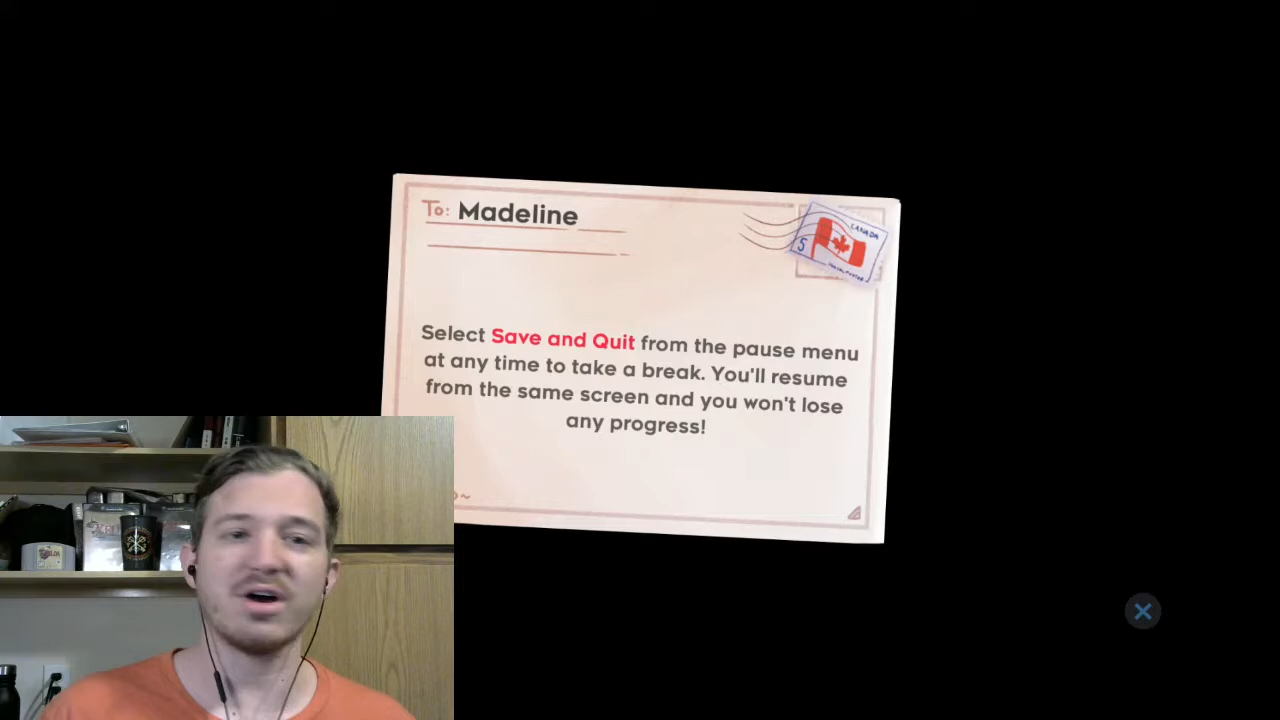 To: Madeline
CANADA
5
Select Save and Quit from the pause menu
at any time to take a break. You'll resume
from the same screen and you won't lose
any progress!